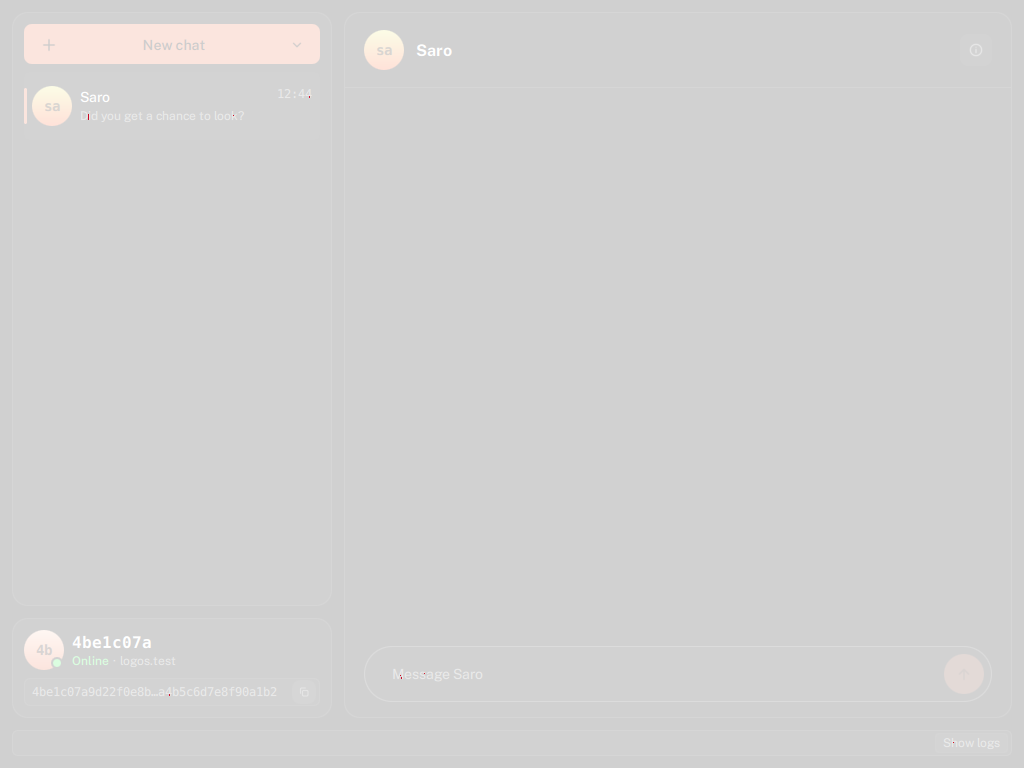 New chat
sa
Saro
12:44
Did you get a chance to look?
4b
4be1c07a
Online · logos.test
4be1c07a9d22f0e8b…a4b5c6d7e8f90a1b2
sa
Saro
Message Saro
Show logs